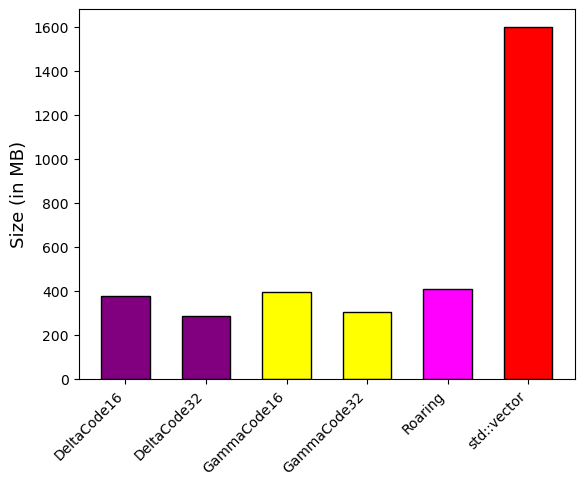 1600
1400
1200
1000
800
600
400
200
0
Size (in MB)
DeltaCode16
DeltaCode32
GammaCode16
GammaCode32
Roaring
std::vector